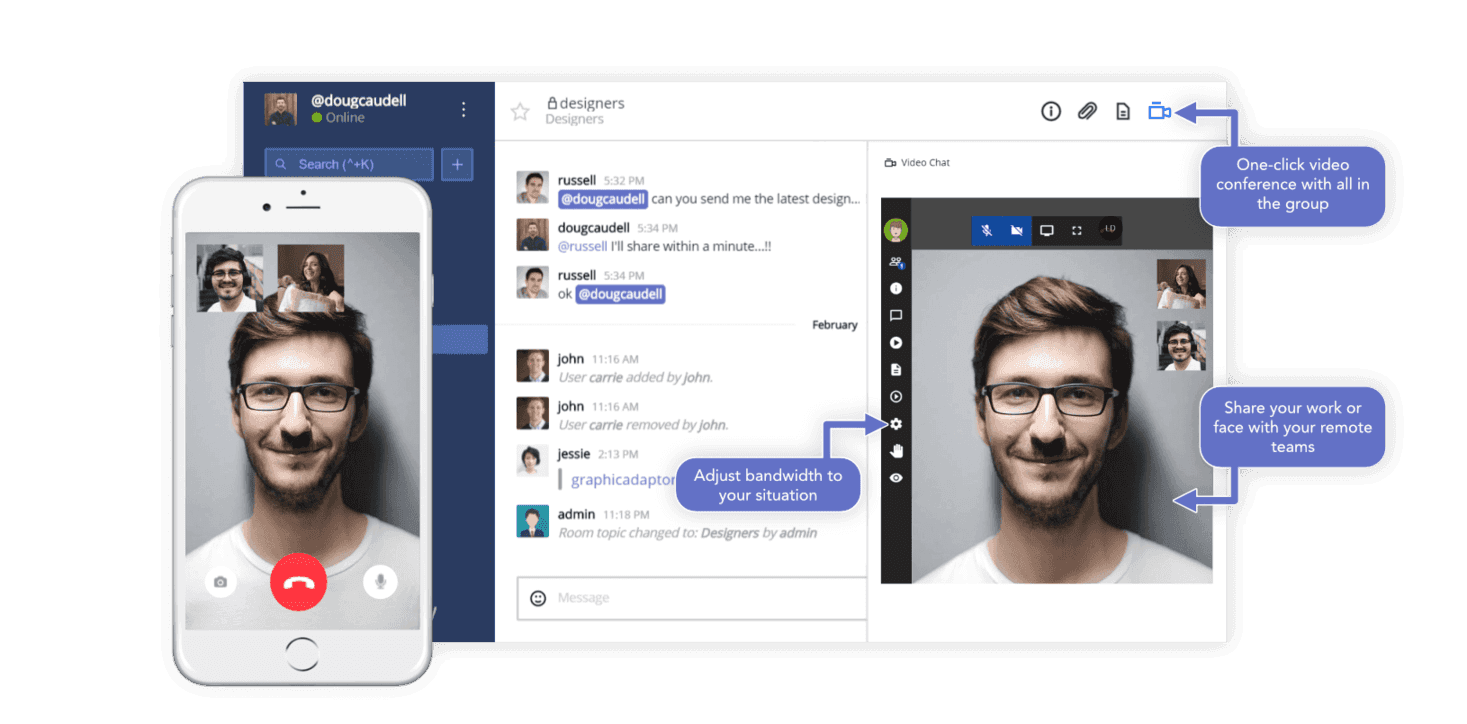 @dougcaudell
Online
Search (^+K)
+
designers
Designers
russell 5:32 PM
@dougcaudell can you send me the latest design...
dougcaudell 5:34 PM
@russell I'll share within a minute...!!
russell 5:34 PM
ok @dougcaudell
February
john 11:16 AM
User carrie added by john.
john 11:16 AM
User carrie removed by john.
jessie 2:13 PM
graphicadaptor
admin 11:18 PM
Room topic changed to: Designers by admin
Message
Video Chat
LD
One-click video
conference with all in
the group
Share your work or
face with your remote
teams
Adjust bandwidth to
your situation